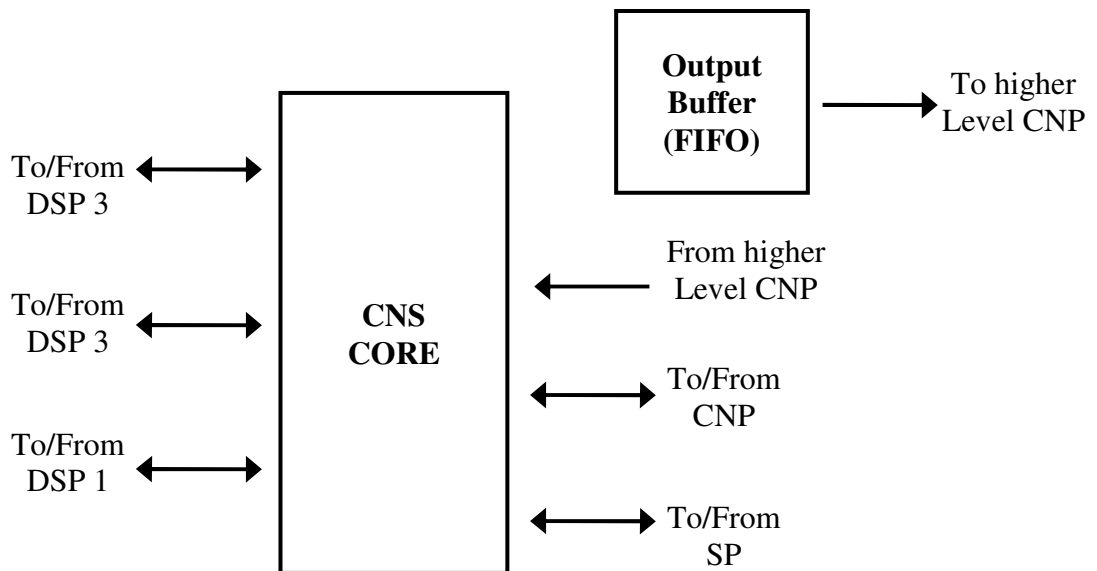 Output
Buffer
(FIFO)
To higher
Level CNP
To/From
DSP 3
From higher
Level CNP
To/From
DSP 3
CNS
CORE
To/From
CNP
To/From
DSP 1
To/From
SP